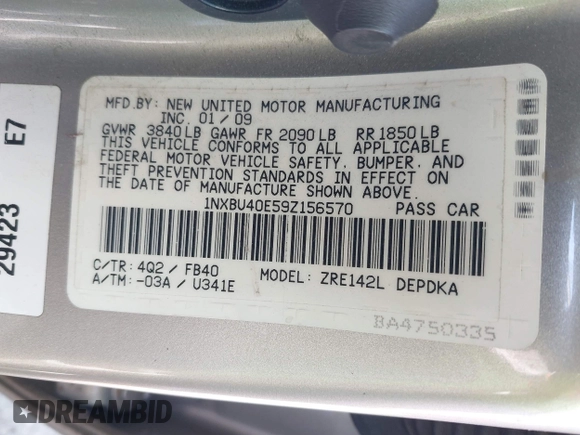 MFD.BY: NEW UNITED MOTOR MANUFACTURING
INC. 01/09
GVWR 3840LB GAWR FR 2090LB RR 1850LB
THIS VEHICLE CONFORMS TO ALL APPLICABLE
FEDERAL MOTOR VEHICLE SAFETY, BUMPER, AND
THEFT PREVENTION STANDARDS IN EFFECT ON
THE DATE OF MANUFACTURE SHOWN ABOVE.
1NXBU40E59Z156570 PASS CAR
C/TR: 4Q2 / FB40 MODEL: ZRE142L DEPDKA
A/TM: -03A / U341E
BA4750335
29423 E7
DREAMBID